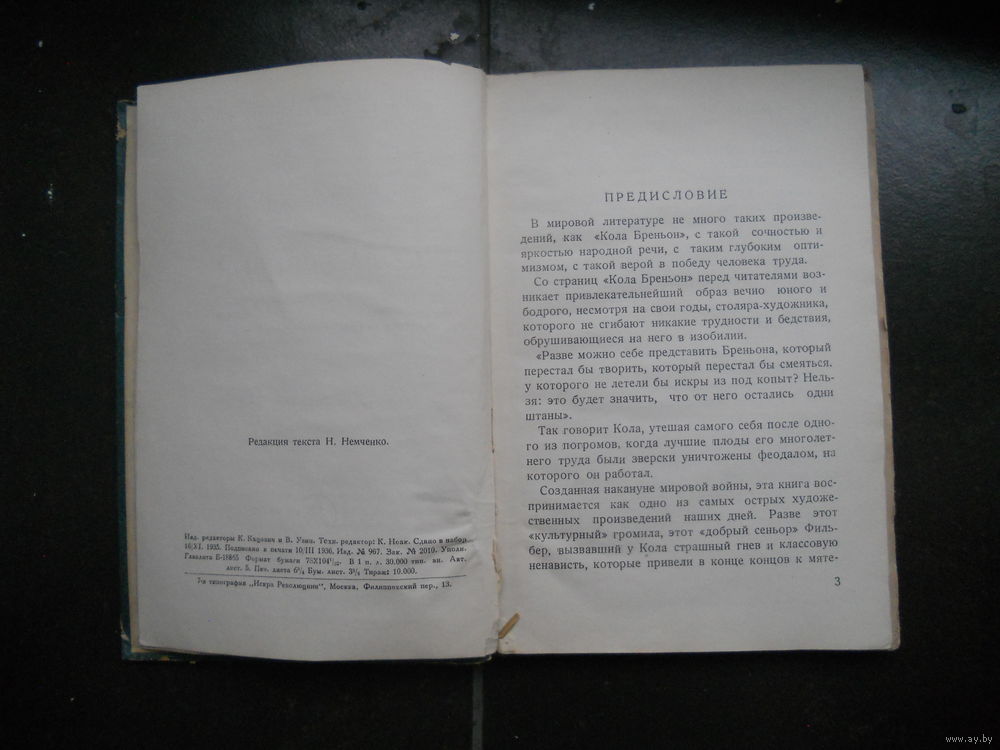 Редакция текста Н. Немченко.
Изд. редакторы К. и В. Узин. Техн. редактор: К. Ноак. Сдано в набор
16/XI. 1935. Подписано к печати 10/III 1936. Инд. № 967. Зак. № 2010. Уполн.
Главлита Б-18865 Формат бумаги 73Х104¹/₃₂. В 1 п. л. 30.000 тип. зн. Авт.
лист. 5. Печ. листа 6³/₄ Бум. лист. 3³/₈ Тираж: 10.000.
7-я типография „Искра Революции", Москва, Филипповский пер., 13.
ПРЕДИСЛОВИЕ
В мировой литературе не много таких произве-
дений, как «Кола Бреньон», с такой сочностью и
яркостью народной речи, с таким глубоким опти-
мизмом, с такой верой в победу человека труда.
Со страниц «Кола Бреньон» перед читателями воз-
никает привлекательнейший образ вечно юного и
бодрого, несмотря на свои годы, столяра-художника,
которого не сгибают никакие трудности и бедствия,
обрушивающиеся на него в изобилии.
«Разве можно себе представить Бреньона, который
перестал бы творить, который перестал бы смеяться.
у которого не летели бы искры из под копыт? Нель-
зя: это будет значить, что от него остались одни
штаны».
Так говорит Кола, утешая самого себя после одно-
го из погромов, когда лучшие плоды его многолет-
него труда были зверски уничтожены феодалом, на
которого он работал.
Созданная накануне мировой войны, эта книга вос-
принимается как одно из самых острых художе-
ственных произведений наших дней. Разве этот
«культурный» громила, этот «добрый сеньор» Филь-
бер, вызвавший у Кола страшный гнев и классовую
ненависть, которые привели в конце концов к мяте-
3
www.ay.by